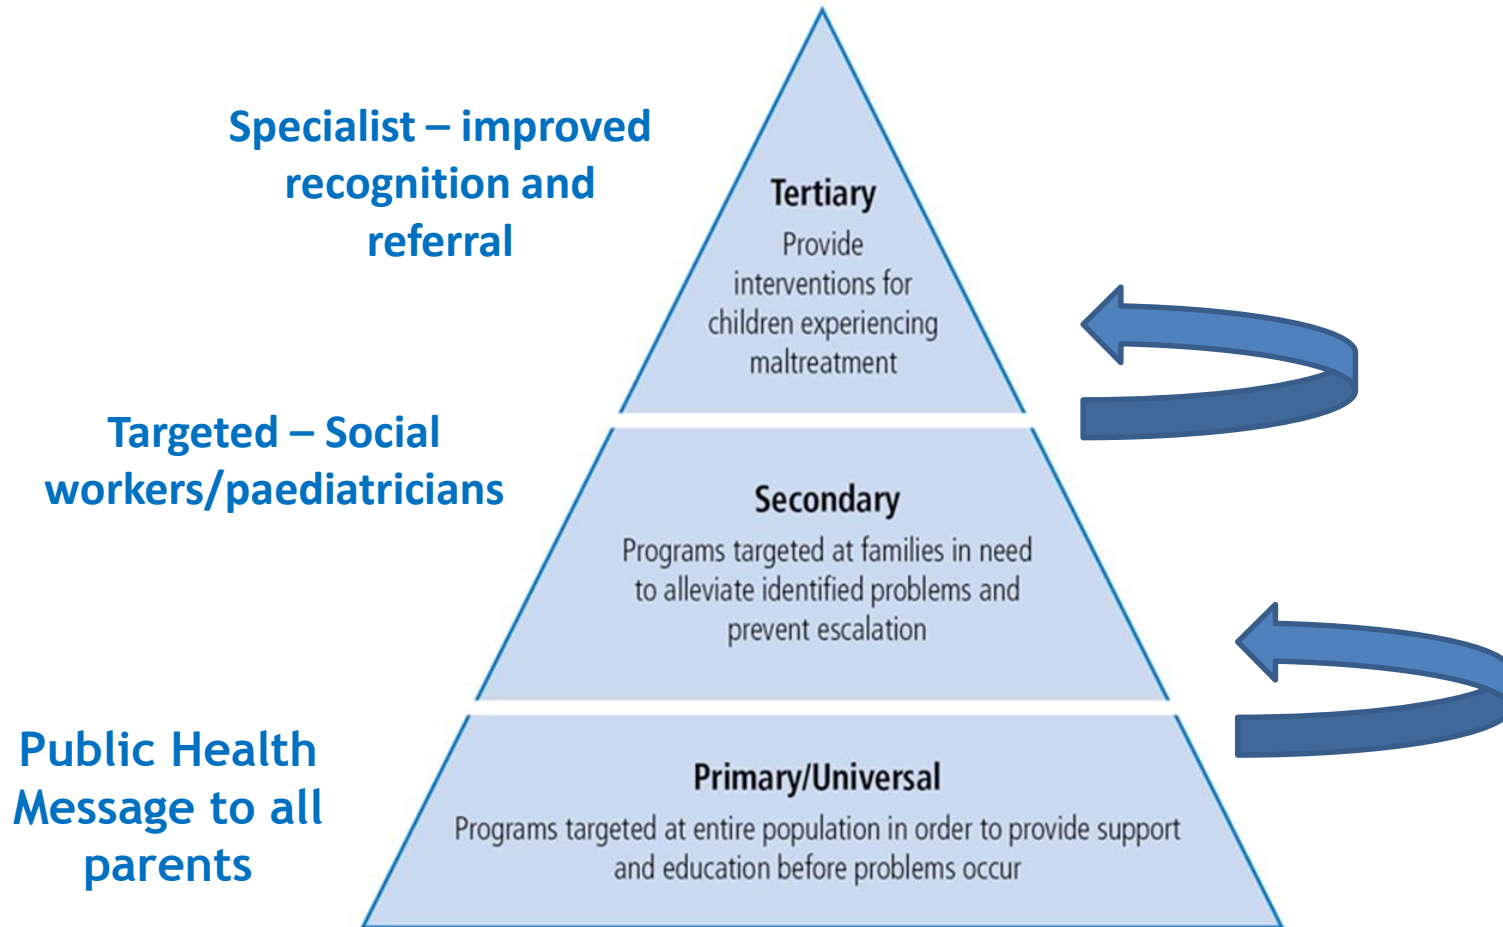 Specialist – improved
recognition and
referral
Tertiary
Provide
interventions for
children experiencing
maltreatment
Targeted – Social
workers/paediatricians
Secondary
Programs targeted at families in need
to alleviate identified problems and
prevent escalation
Public Health
Message to all
parents
Primary/Universal
Programs targeted at entire population in order to provide support
and education before problems occur